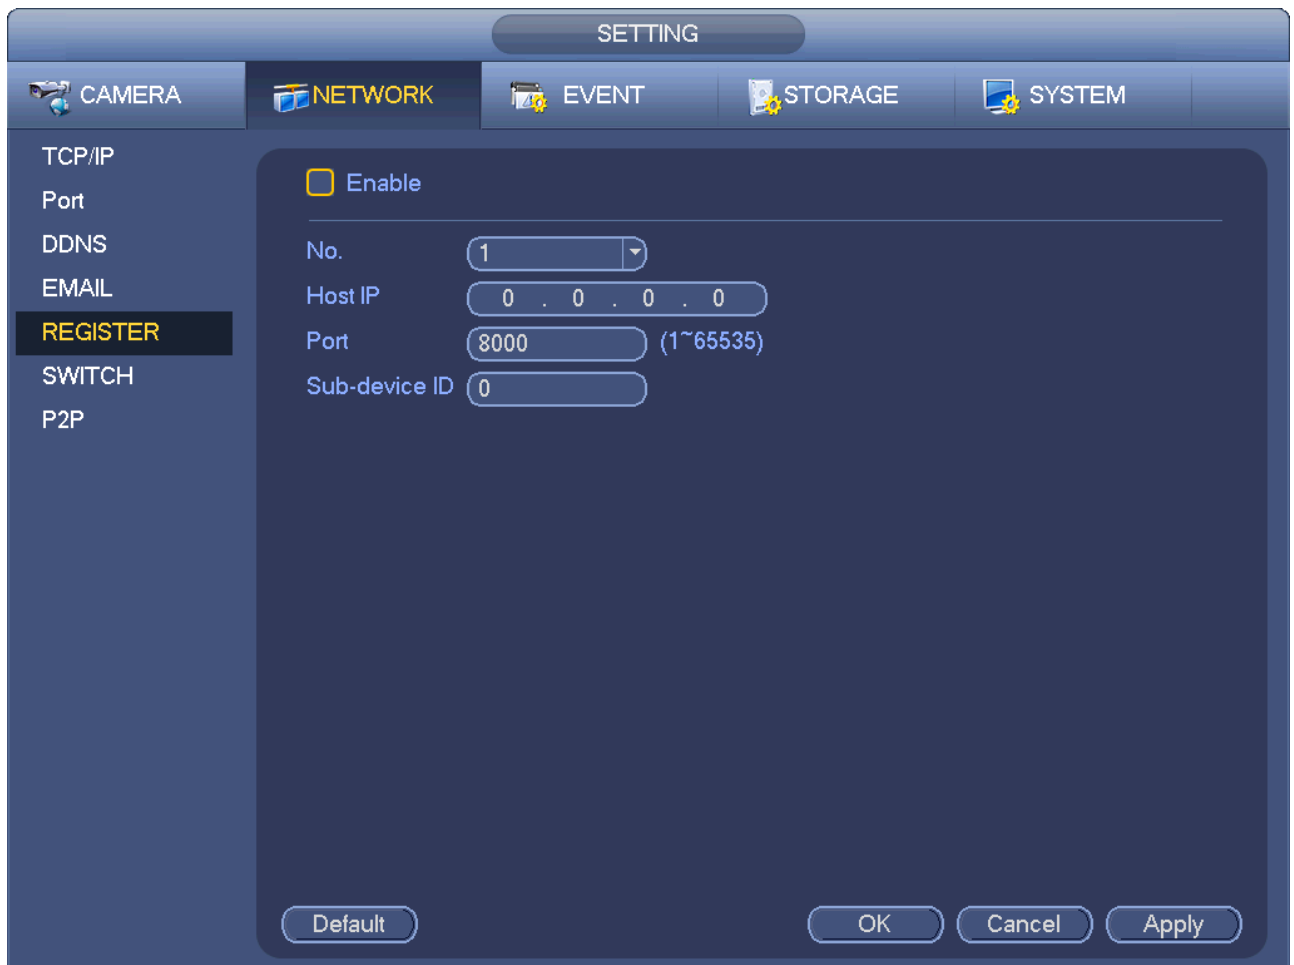 SETTING
CAMERA NETWORK EVENT STORAGE SYSTEM
TCP/IP
Port
DDNS
EMAIL
REGISTER
SWITCH
P2P
Enable
No. 1
Host IP 0 . 0 . 0 . 0
Port 8000 (1~65535)
Sub-device ID 0
Default OK Cancel Apply